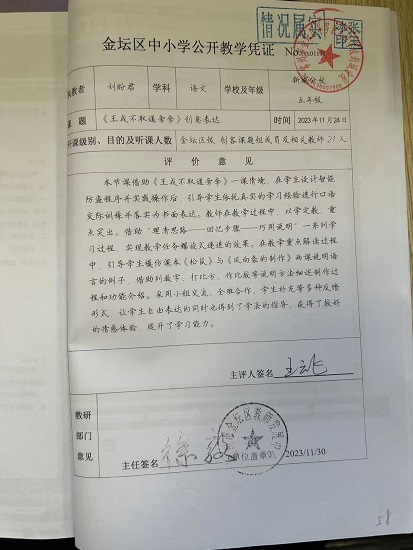 情况属实
金坛区中小学公开教学凭证 No
执教者 刘盼君 学科 语文 学校及年级 五年级
课 题 《王戎不取道旁李》创意表达 时间 2023年11月24日
开课级别、目的及听课人数 金坛区级 创客课题组成员及相关教师21人
评 价 意 见
本节课借助《王戎不取道旁李》一课情境，在学生设计智能
防盗程序并实践操作后，引导学生依托真实的学习经验进行口语
交际训练并落实为书面表达。教师在教学过程中，以学定教，重
点突出。借助“理清思路——回忆步骤——巧用说明”一系列学
习过程，实现教学任务螺旋式递进的效果。在教学重点解读过程
中，引导学生援仿课本《松鼠》与《风向袋的制作》两课说明语
言的例子，借助列数字、打比方、作比较等说明方法细述制作过
程和功能介绍。采用小组交流、全班合作、学生补充等多种反馈
形式，让学生自由表达的同时也得到了学法的指导，获得了较好
的情感体验，提升了学习能力。
主评人签名
教研
部门
意见
主任签名 单位盖章 2023/11/30
58